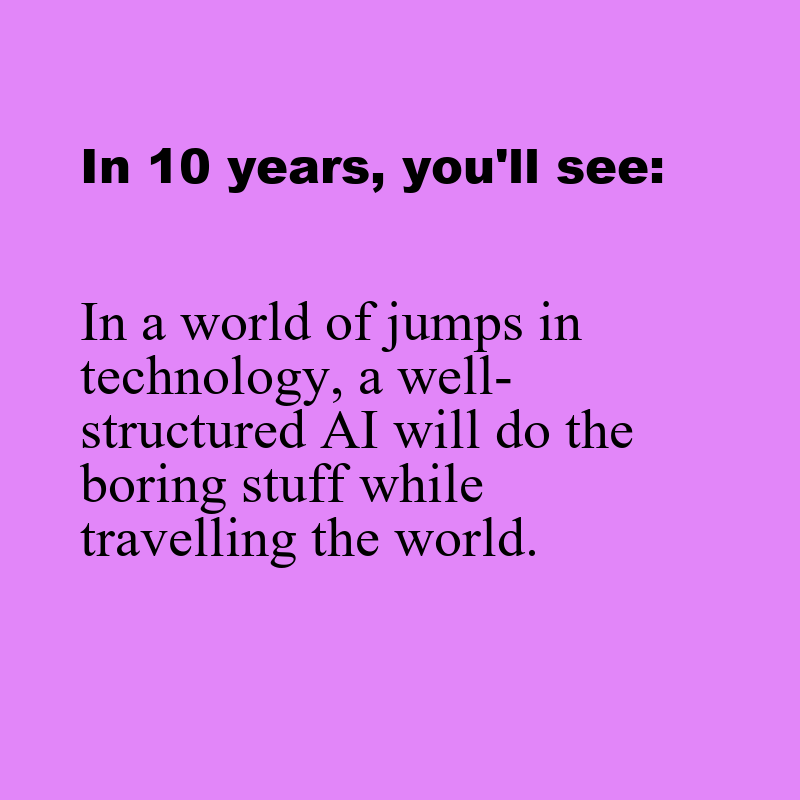 In 10 years, you'll see:
In a world of jumps in
technology, a well-
structured AI will do the
boring stuff while
travelling the world.